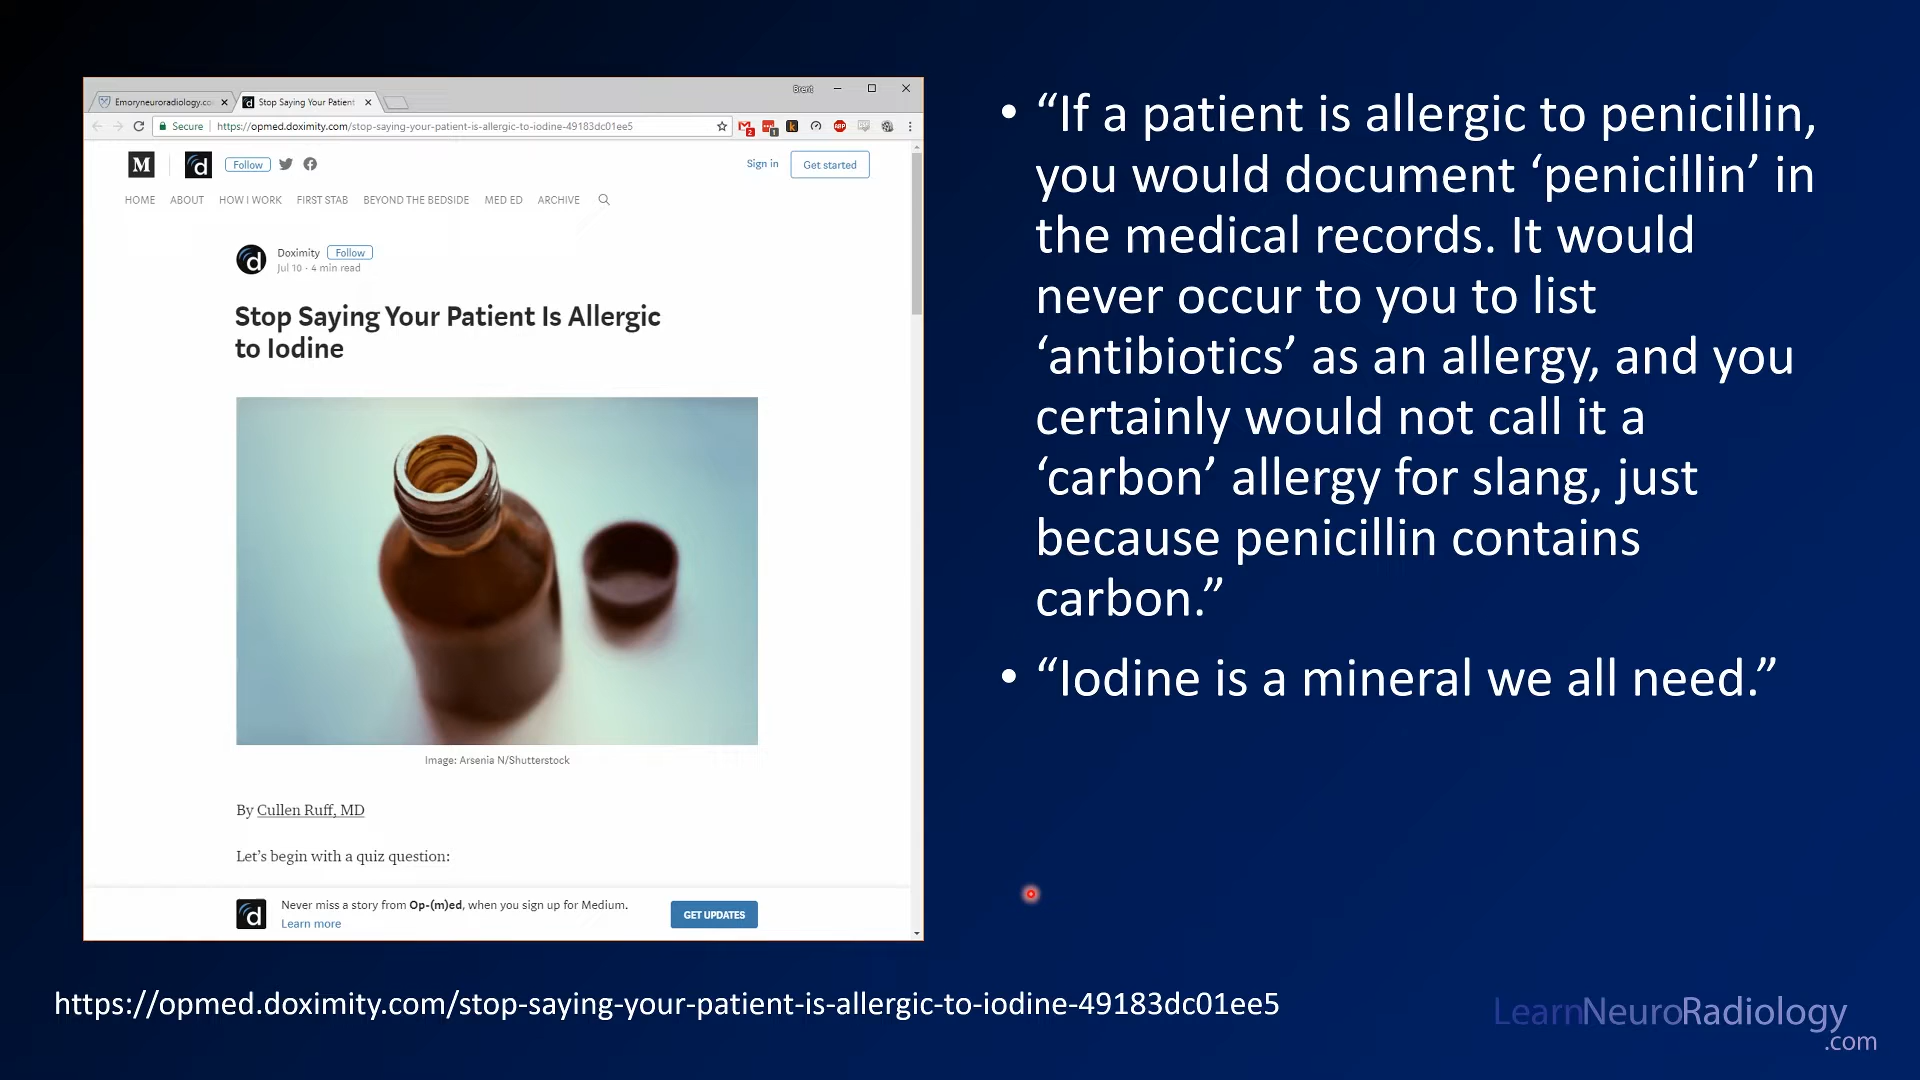 Brent
Emoryneuroradiology.co
Stop Saying Your Patient
Secure
https://opmed.doximity.com/stop-saying-your-patient-is-allergic-to-iodine-49183dc01ee5
M
d
Follow
Sign in
Get started
HOME
ABOUT
HOW I WORK
FIRST STAB
BEYOND THE BEDSIDE
MED ED
ARCHIVE
d
Doximity
Follow
Jul 10 · 4 min read
Stop Saying Your Patient Is Allergic
to Iodine
Image: Arsenia N/Shutterstock
By Cullen Ruff, MD
Let’s begin with a quiz question:
d
Never miss a story from Op-(m)ed, when you sign up for Medium.
Learn more
GET UPDATES
• “If a patient is allergic to penicillin,
you would document ‘penicillin’ in
the medical records. It would
never occur to you to list
‘antibiotics’ as an allergy, and you
certainly would not call it a
‘carbon’ allergy for slang, just
because penicillin contains
carbon.”
• “Iodine is a mineral we all need.”
https://opmed.doximity.com/stop-saying-your-patient-is-allergic-to-iodine-49183dc01ee5
LearnNeuroRadiology
.com